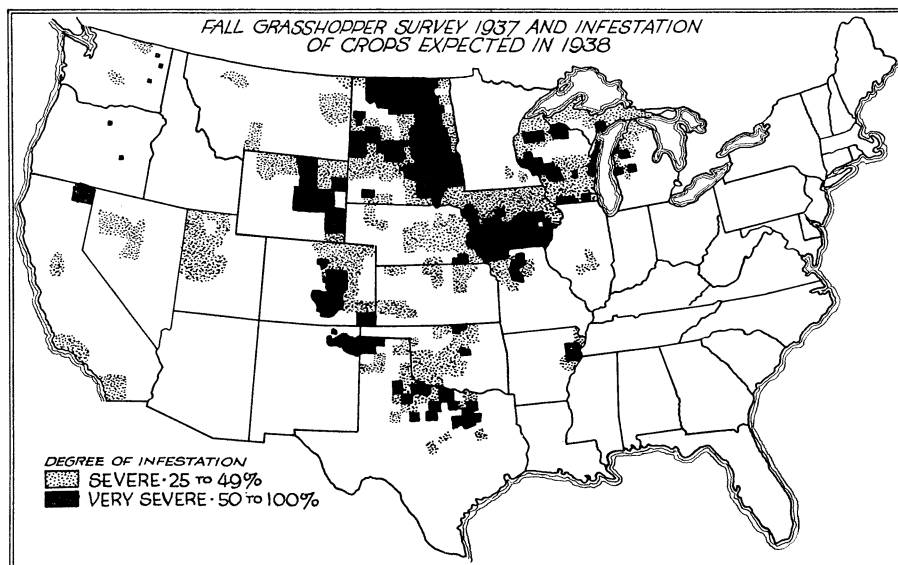 FALL GRASSHOPPER SURVEY 1937 AND INFESTATION
OF CROPS EXPECTED IN 1938
DEGREE OF INFESTATION
SEVERE·25 TO 49%
VERY SEVERE·50 TO 100%